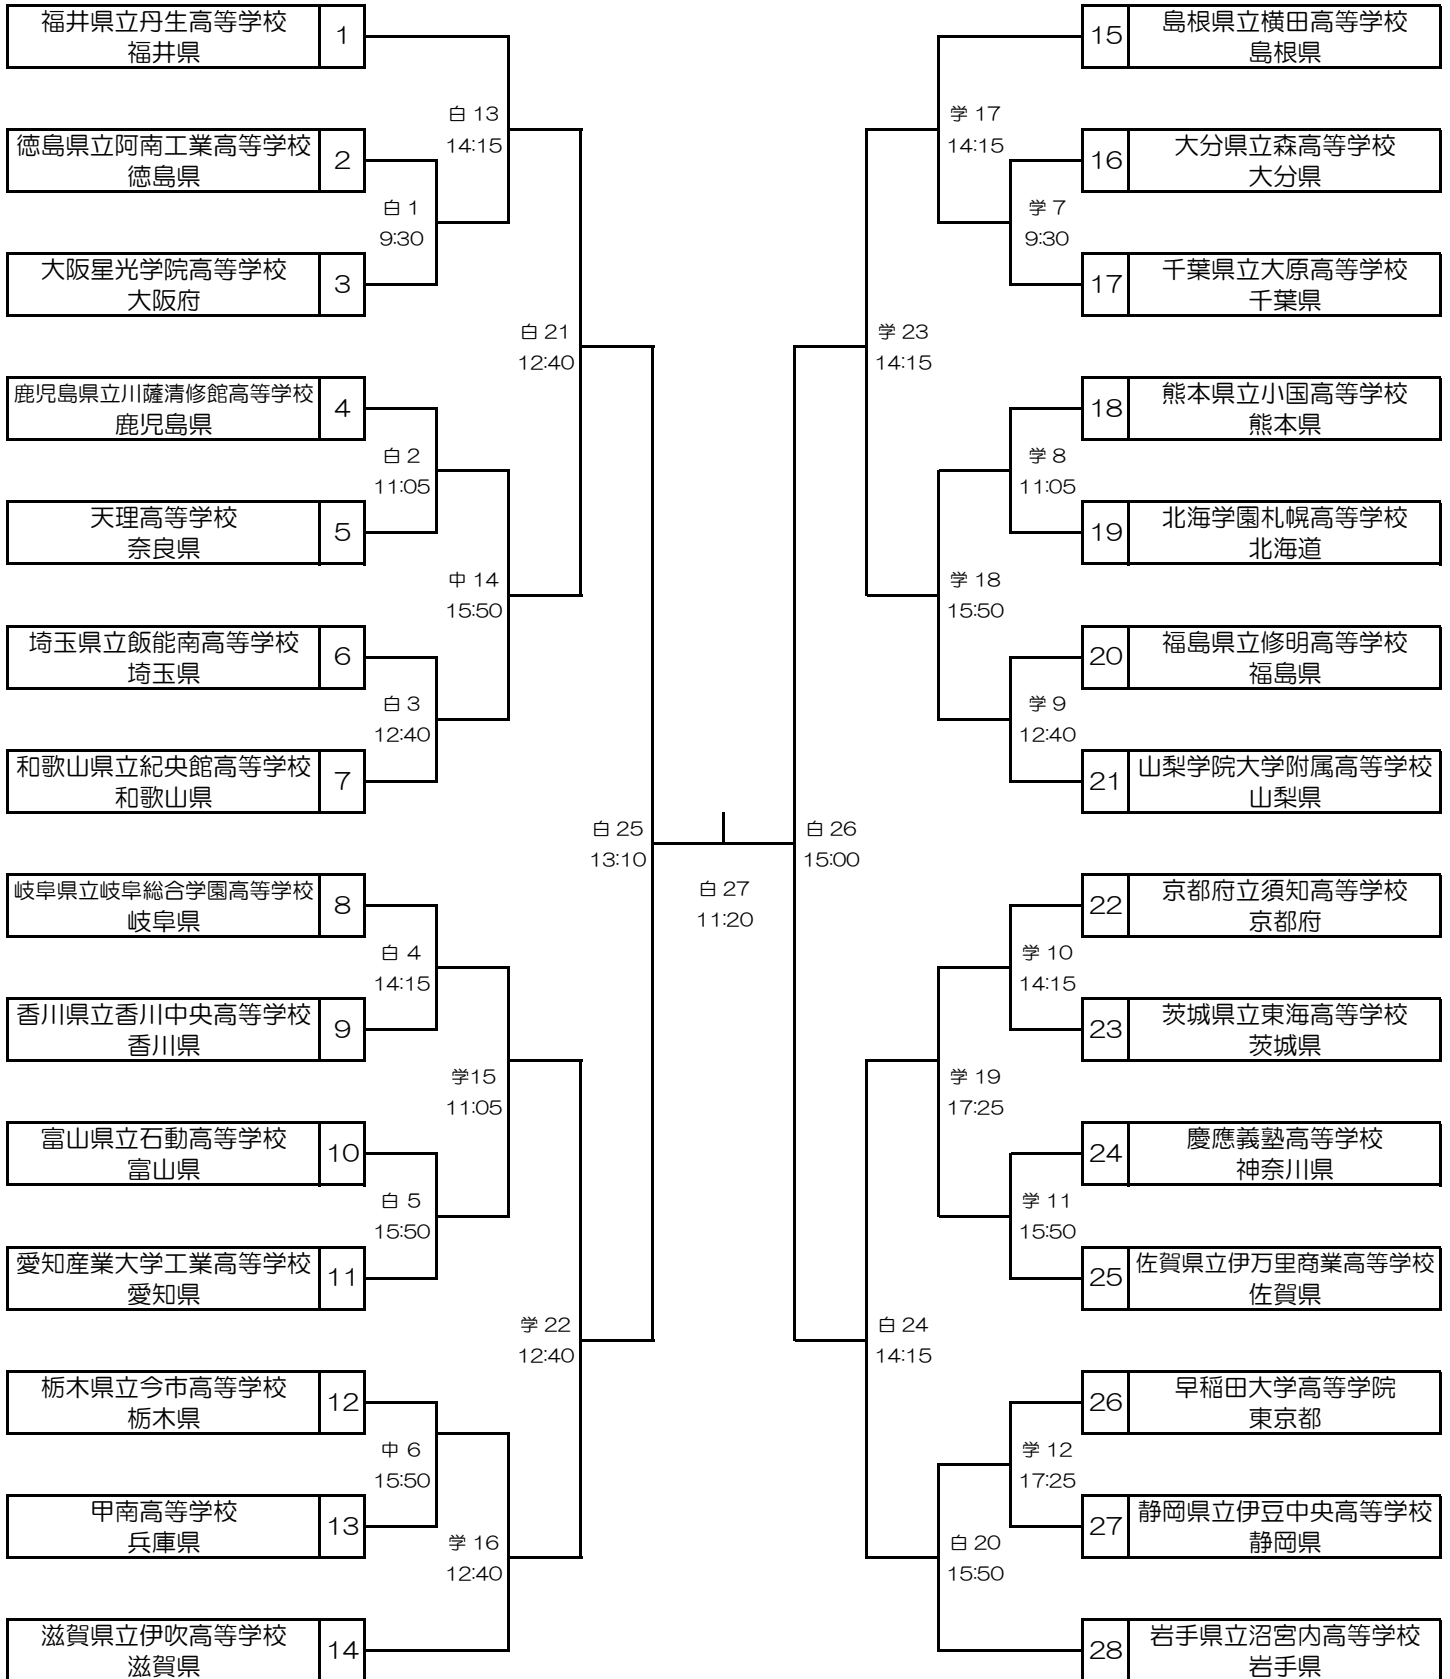 福井県立丹生高等学校
福井県
1
徳島県立阿南工業高等学校
徳島県
2
大阪星光学院高等学校
大阪府
3
鹿児島県立川薩清修館高等学校
鹿児島県
4
天理高等学校
奈良県
5
埼玉県立飯能南高等学校
埼玉県
6
和歌山県立紀央館高等学校
和歌山県
7
岐阜県立岐阜総合学園高等学校
岐阜県
8
香川県立香川中央高等学校
香川県
9
富山県立石動高等学校
富山県
10
愛知産業大学工業高等学校
愛知県
11
栃木県立今市高等学校
栃木県
12
甲南高等学校
兵庫県
13
滋賀県立伊吹高等学校
滋賀県
14
白 1
9:30
白 2
11:05
白 3
12:40
白 4
14:15
白 5
15:50
中 6
15:50
白 13
14:15
中 14
15:50
学15
11:05
学 16
12:40
白 21
12:40
学 22
12:40
白 25
13:10
白 27
11:20
白 26
15:00
学 23
14:15
白 24
14:15
学 17
14:15
学 18
15:50
学 19
17:25
白 20
15:50
学 7
9:30
学 8
11:05
学 9
12:40
学 10
14:15
学 11
15:50
学 12
17:25
15
島根県立横田高等学校
島根県
16
大分県立森高等学校
大分県
17
千葉県立大原高等学校
千葉県
18
熊本県立小国高等学校
熊本県
19
北海学園札幌高等学校
北海道
20
福島県立修明高等学校
福島県
21
山梨学院大学附属高等学校
山梨県
22
京都府立須知高等学校
京都府
23
茨城県立東海高等学校
茨城県
24
慶應義塾高等学校
神奈川県
25
佐賀県立伊万里商業高等学校
佐賀県
26
早稲田大学高等学院
東京都
27
静岡県立伊豆中央高等学校
静岡県
28
岩手県立沼宮内高等学校
岩手県